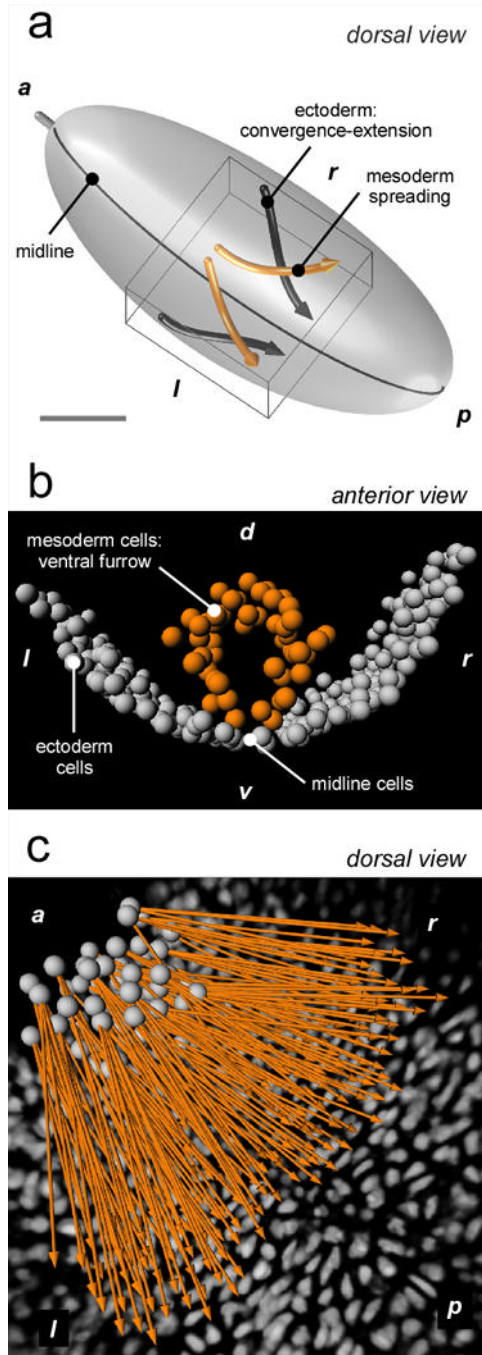 a
dorsal view
a
ectoderm:
convergence-extension
r
mesoderm
spreading
midline
l
p
b
anterior view
mesoderm cells:
ventral furrow
d
l
r
ectoderm
cells
midline cells
v
c
dorsal view
a
r
l
p